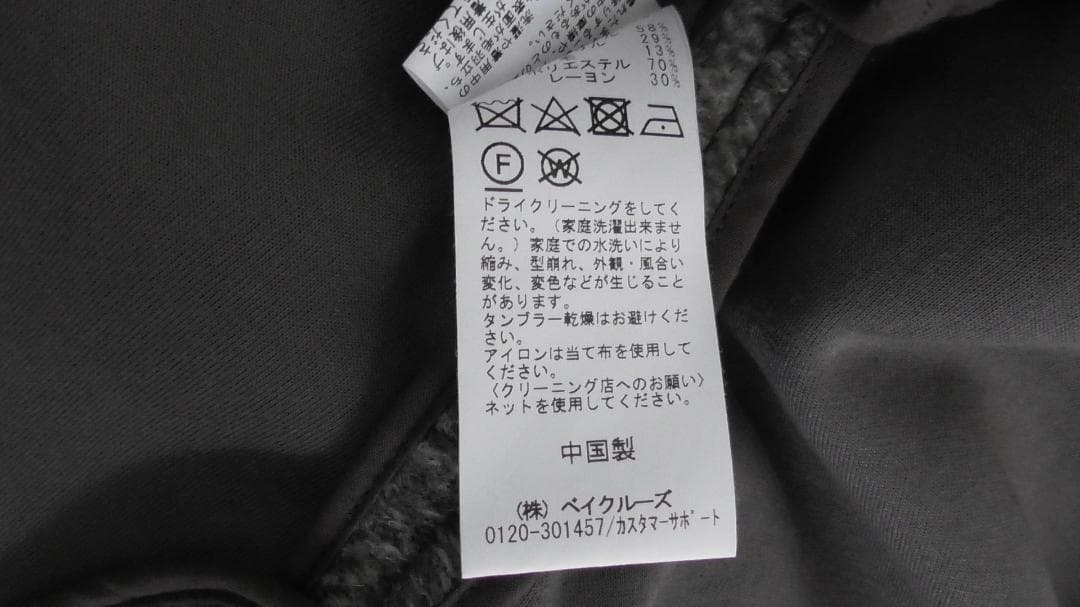 58%
29%
13%
リエステル 70%
レーヨン 30%
F W
ドライクリーニングをしてく
ださい。(家庭洗濯出来ませ
ん。)家庭での水洗いにより
縮み、型崩れ、外観・風合い
変化、変色などが生じること
があります。
タンブラー乾燥はお避けくだ
さい。
アイロンは当て布を使用して
ください。
〈クリーニング店へのお願い〉
ネットを使用してください。
中国製
(株)ベイクルーズ
0120-301457/カスタマーサポート